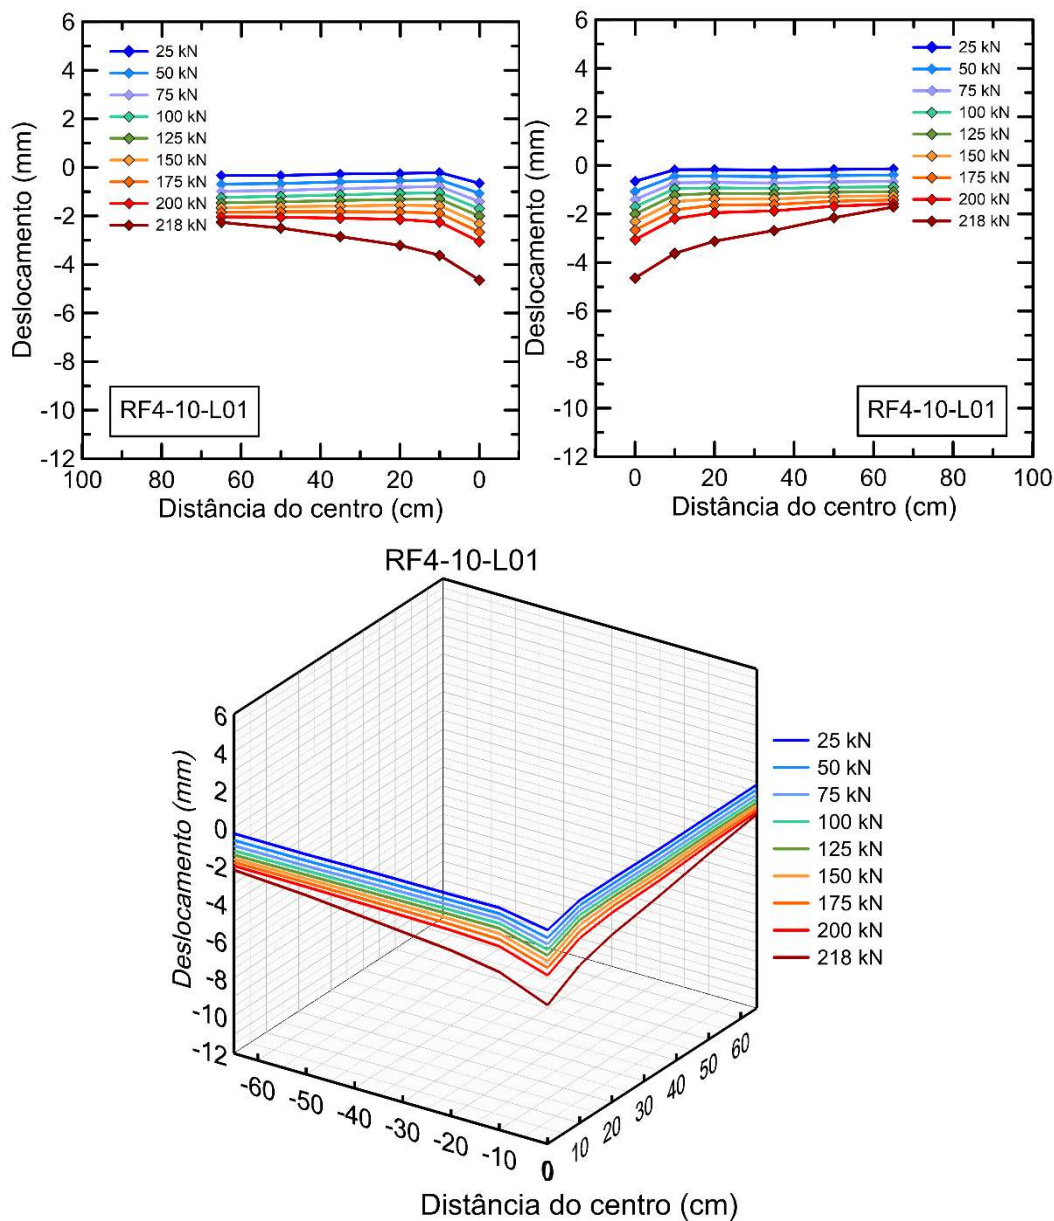 6
4
2
0
-2
-4
-6
-8
-10
-12
Deslocamento (mm)
25 kN
50 kN
75 kN
100 kN
125 kN
150 kN
175 kN
200 kN
218 kN
RF4-10-L01
100 80 60 40 20 0
Distância do centro (cm)
6
4
2
0
-2
-4
-6
-8
-10
-12
Deslocamento (mm)
25 kN
50 kN
75 kN
100 kN
125 kN
150 kN
175 kN
200 kN
218 kN
RF4-10-L01
0 20 40 60 80 100
Distância do centro (cm)
RF4-10-L01
6
4
2
0
-2
-4
-6
-8
-10
-12
Deslocamento (mm)
25 kN
50 kN
75 kN
100 kN
125 kN
150 kN
175 kN
200 kN
218 kN
-60 -50 -40 -30 -20 -10 0
0 10 20 30 40 50 60
Distância do centro (cm)